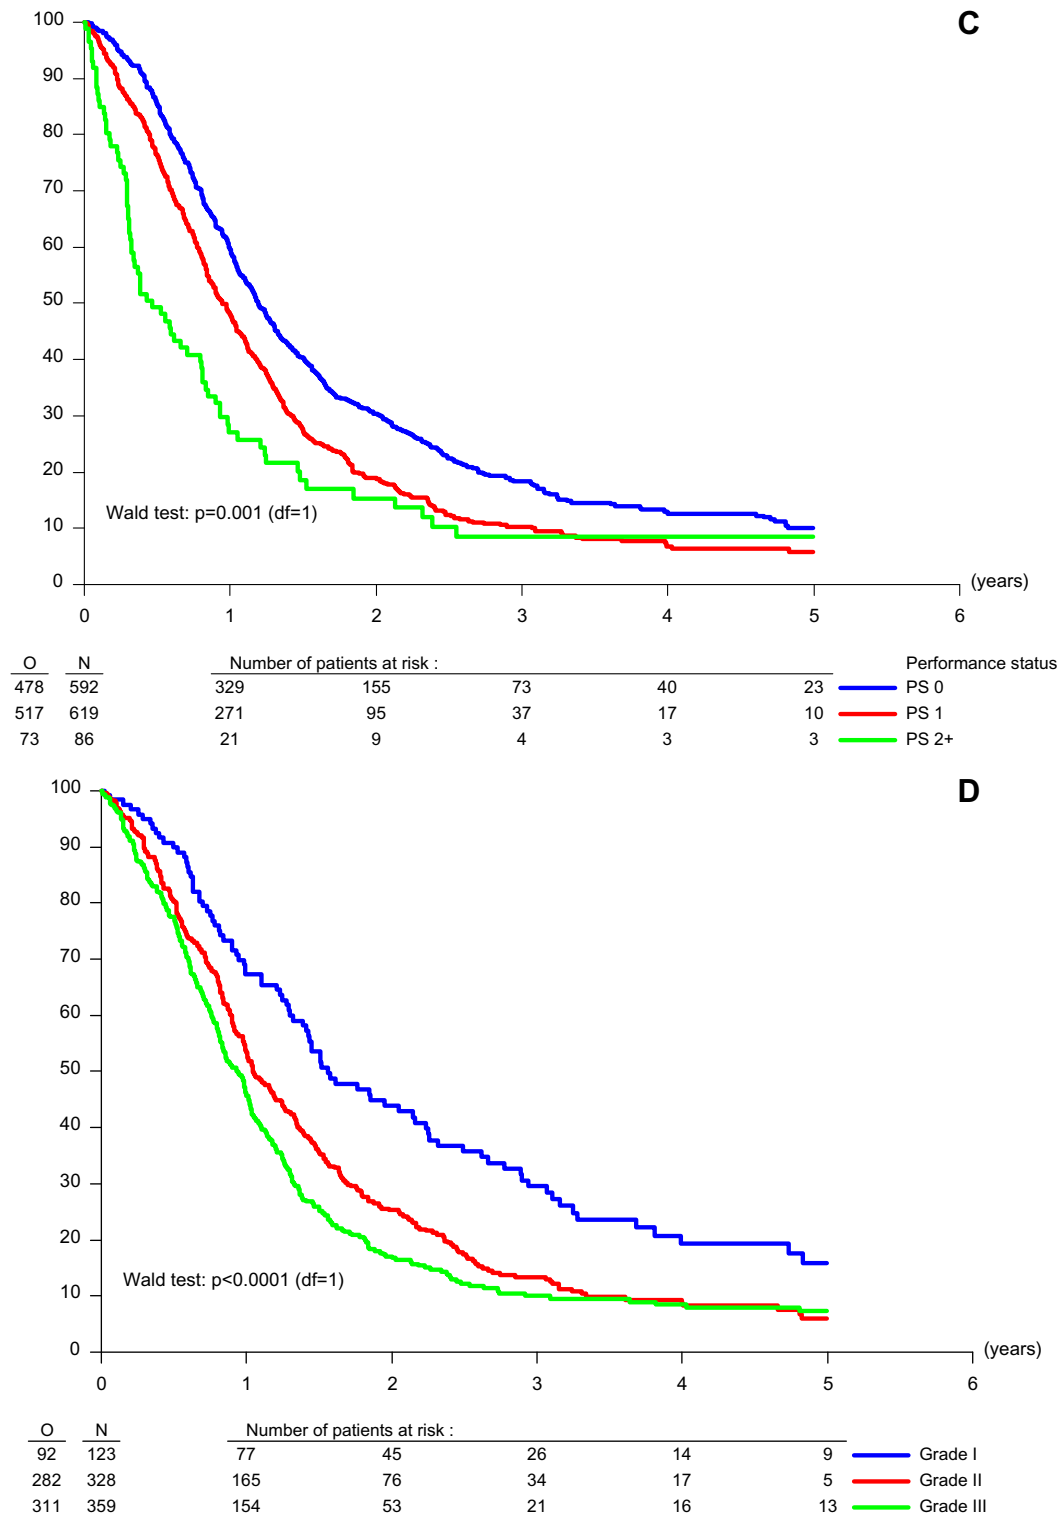 C
100
90
80
70
60
50
40
30
20
10
0
Wald test: p=0.001 (df=1)
(years)
0 1 2 3 4 5 6
O N Number of patients at risk : Performance status
478 592 329 155 73 40 23 PS 0
517 619 271 95 37 17 10 PS 1
73 86 21 9 4 3 3 PS 2+
D
100
90
80
70
60
50
40
30
20
10
0
Wald test: p<0.0001 (df=1)
(years)
0 1 2 3 4 5 6
O N Number of patients at risk :
92 123 77 45 26 14 9 Grade I
282 328 165 76 34 17 5 Grade II
311 359 154 53 21 16 13 Grade III